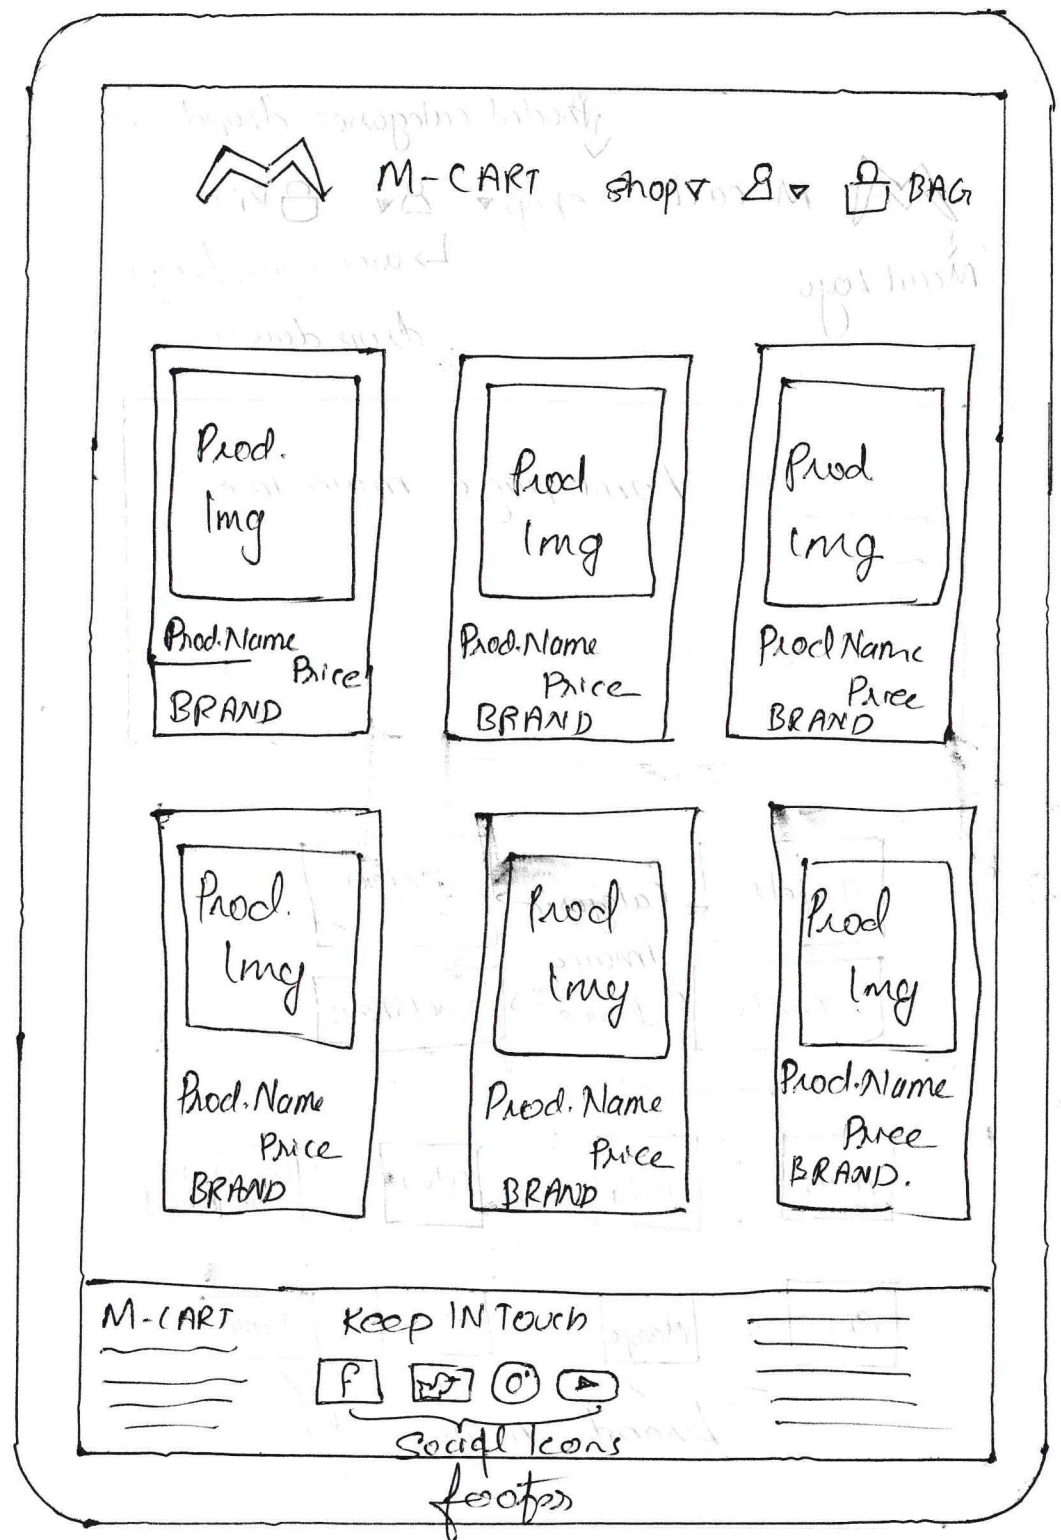 M-CART shop BAG
Prod.
Img
Prod.Name
Price
BRAND
Prod
Img
Prod.Name
Price
BRAND
Prod
img
Prod Name
Price
BRAND
Prod.
Img
Prod.Name
Price
BRAND
Prod
Img
Prod.Name
Price
BRAND
Prod
Img
Prod.Name
Price
BRAND.
M-CART
Keep IN Touch
f
Social Icons
footer